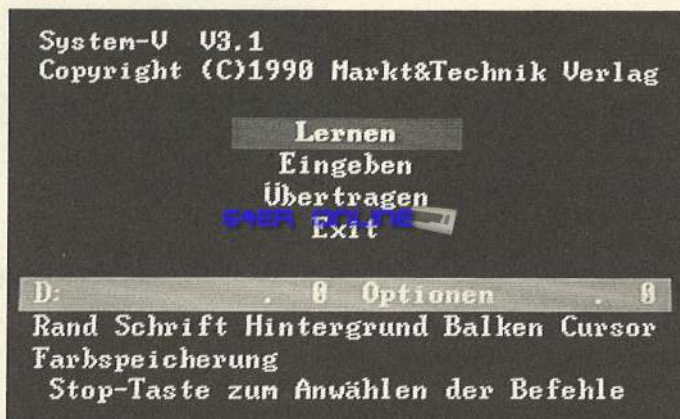 System-V V3.1
Copyright (C)1990 Markt&Technik Verlag
Lernen
Eingeben
Übertragen
64ER ONLINE
Exit
D: . 0 Optionen . 0
Rand Schrift Hintergrund Balken Cursor
Farbspeicherung
Stop-Taste zum Anwählen der Befehle